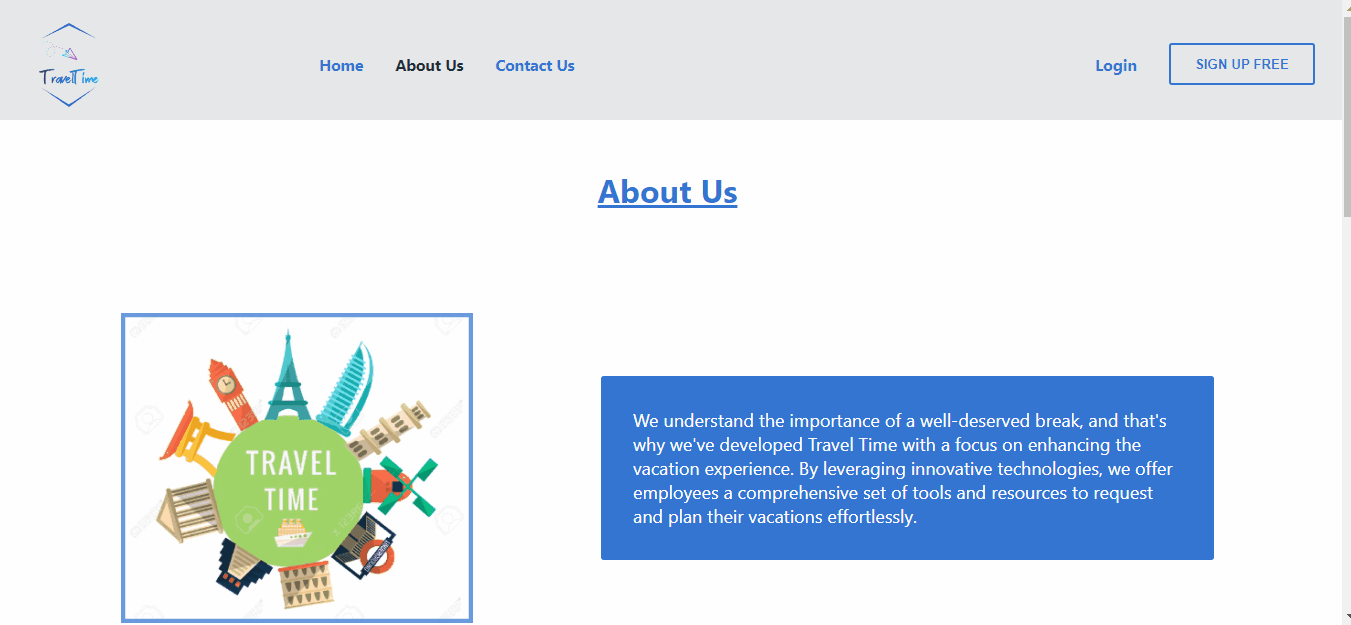 TravelTime
Home
About Us
Contact Us
Login
SIGN UP FREE
About Us
TRAVEL
TIME
We understand the importance of a well-deserved break, and that's
why we've developed Travel Time with a focus on enhancing the
vacation experience. By leveraging innovative technologies, we offer
employees a comprehensive set of tools and resources to request
and plan their vacations effortlessly.